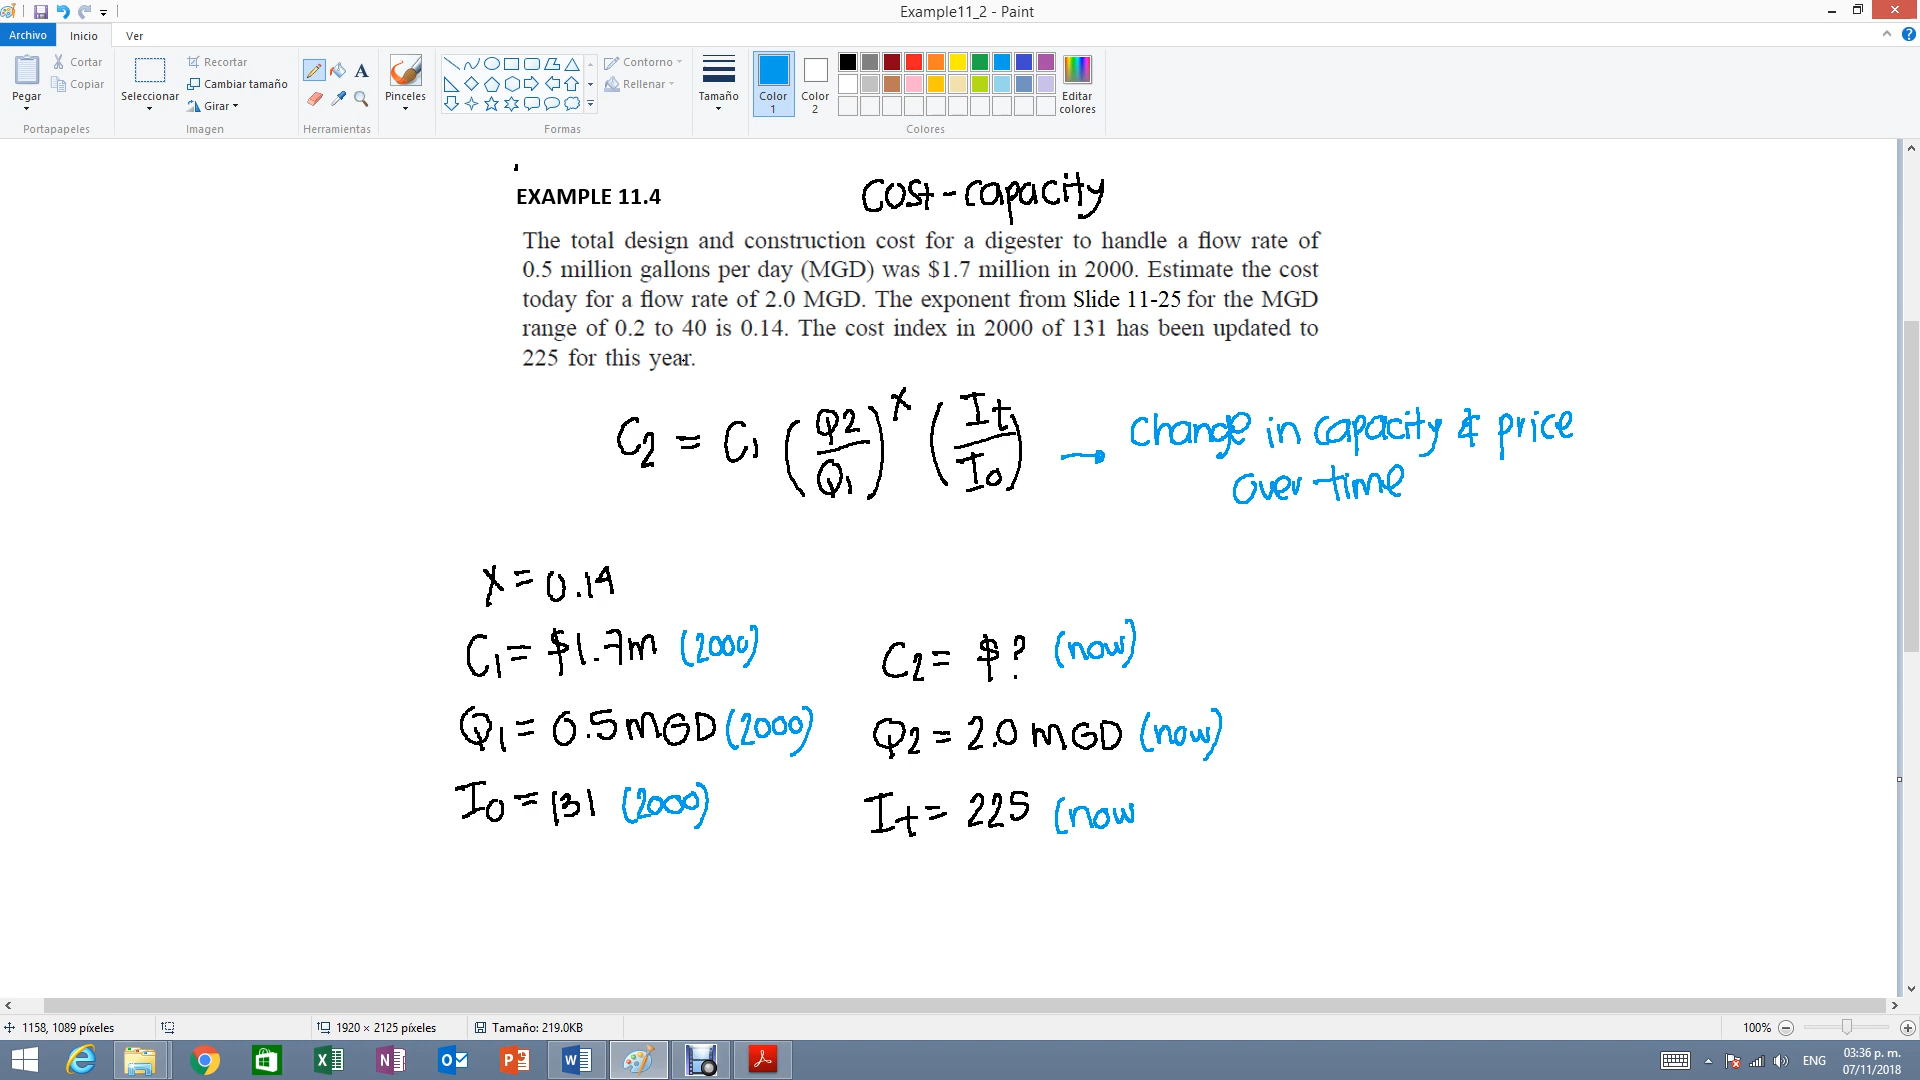 Example11_2 - Paint
Archivo Inicio Ver
Pegar
Cortar
Copiar
Portapapeles
Seleccionar
Recortar
Cambiar tamaño
Girar
Imagen
A
Herramientas
Pinceles
Formas
Contorno
Rellenar
Tamaño
Color 1
Color 2
Colores
Editar colores
EXAMPLE 11.4
Cost-capacity
The total design and construction cost for a digester to handle a flow rate of
0.5 million gallons per day (MGD) was $1.7 million in 2000. Estimate the cost
today for a flow rate of 2.0 MGD. The exponent from Slide 11-25 for the MGD
range of 0.2 to 40 is 0.14. The cost index in 2000 of 131 has been updated to
225 for this year.
C2 = C1 (Q2/Q1)^x (It/Io) → Change in capacity & price
over time
x = 0.14
C1 = $1.7m (2000) C2 = $? (now)
Q1 = 0.5 MGD (2000) Q2 = 2.0 MGD (now)
Io = 131 (2000) It = 225 (now
1158, 1089 píxeles 1920 × 2125 píxeles Tamaño: 219.0KB 100%
ENG 03:36 p. m.
07/11/2018